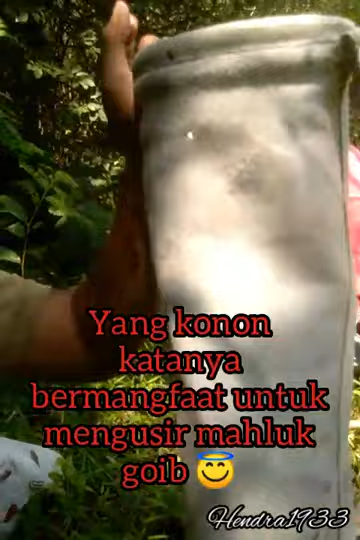 Yang konon
katanya
bermangfaat untuk
mengusir mahluk
goib 😇
Hendra1933